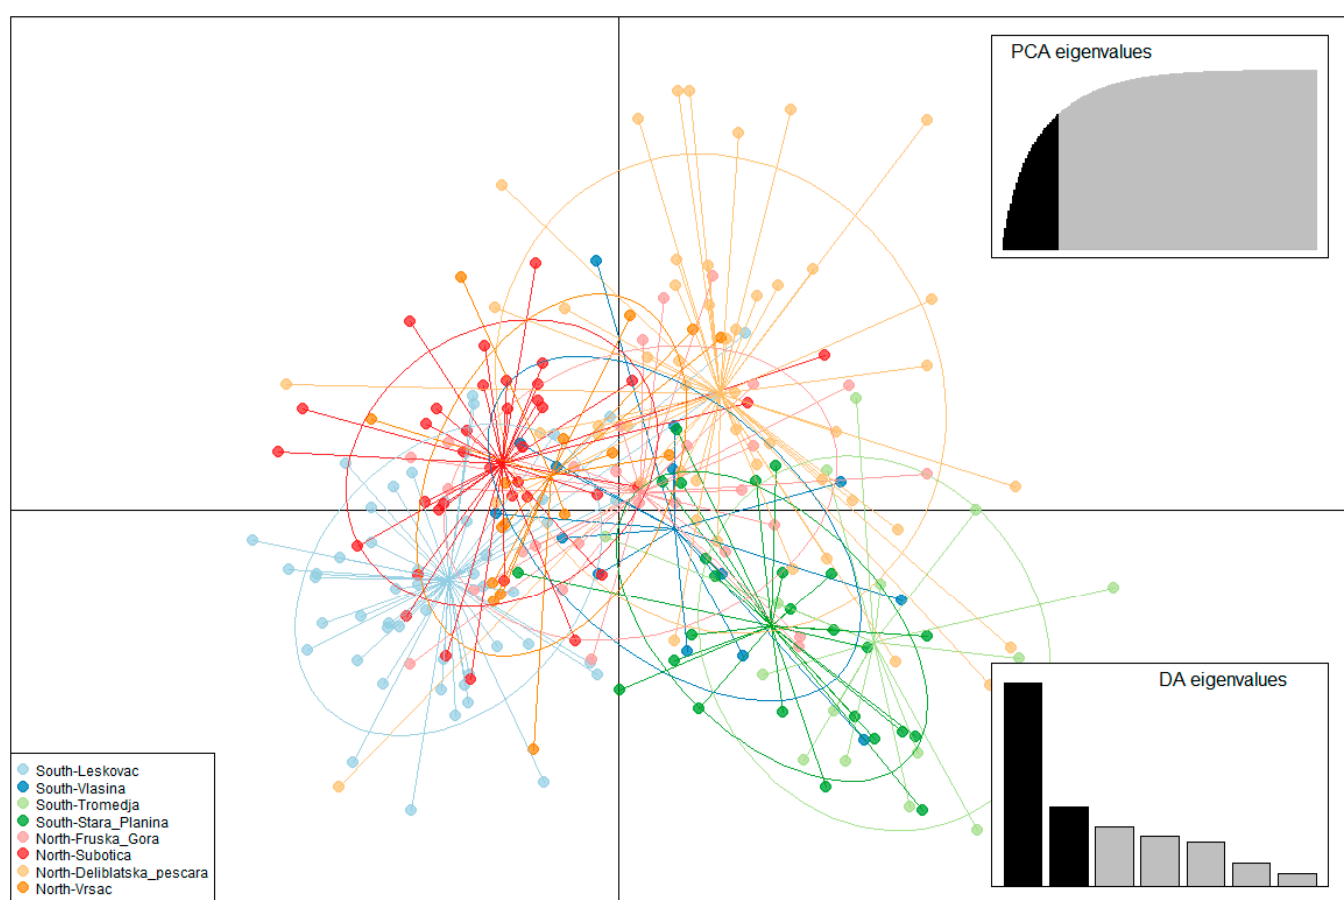 PCA eigenvalues
DA eigenvalues
South-Leskovac
South-Vlasina
South-Tromedja
South-Stara_Planina
North-Fruska_Gora
North-Subotica
North-Deliblatska_pescara
North-Vrsac